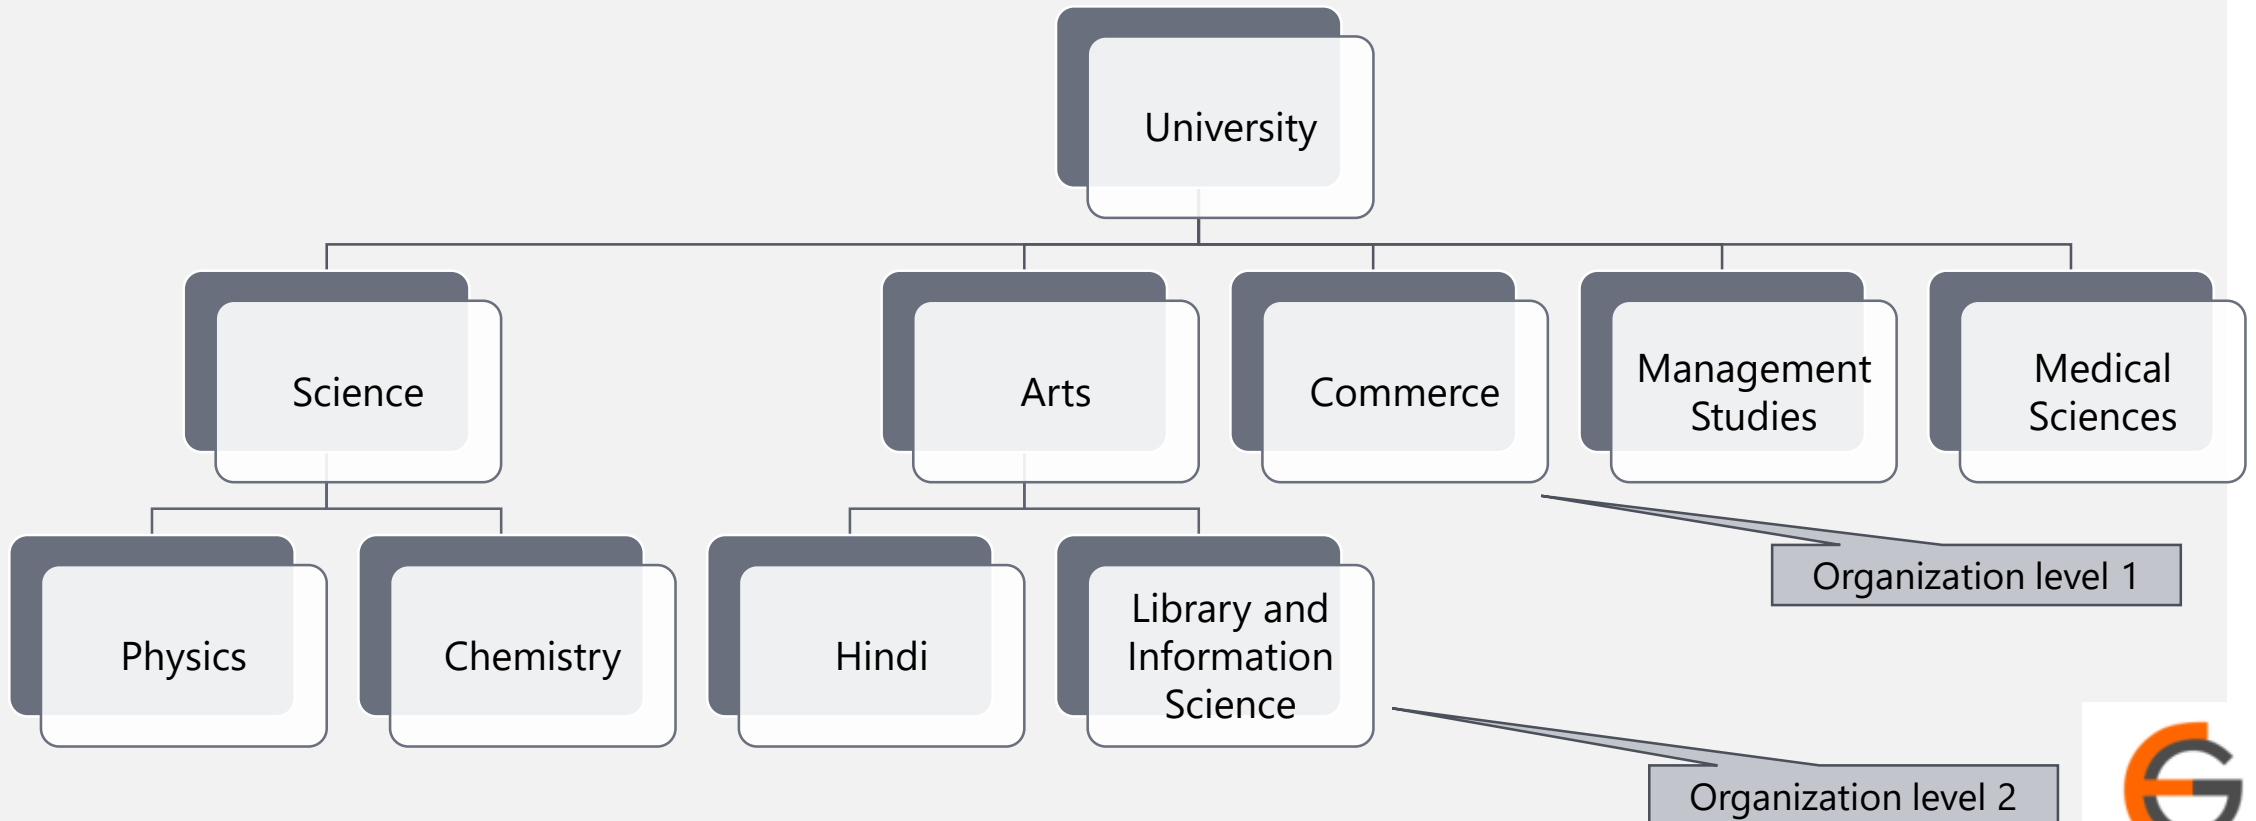 University
Science
Arts
Commerce
Management
Studies
Medical
Sciences
Organization level 1
Physics
Chemistry
Hindi
Library and
Information
Science
Organization level 2